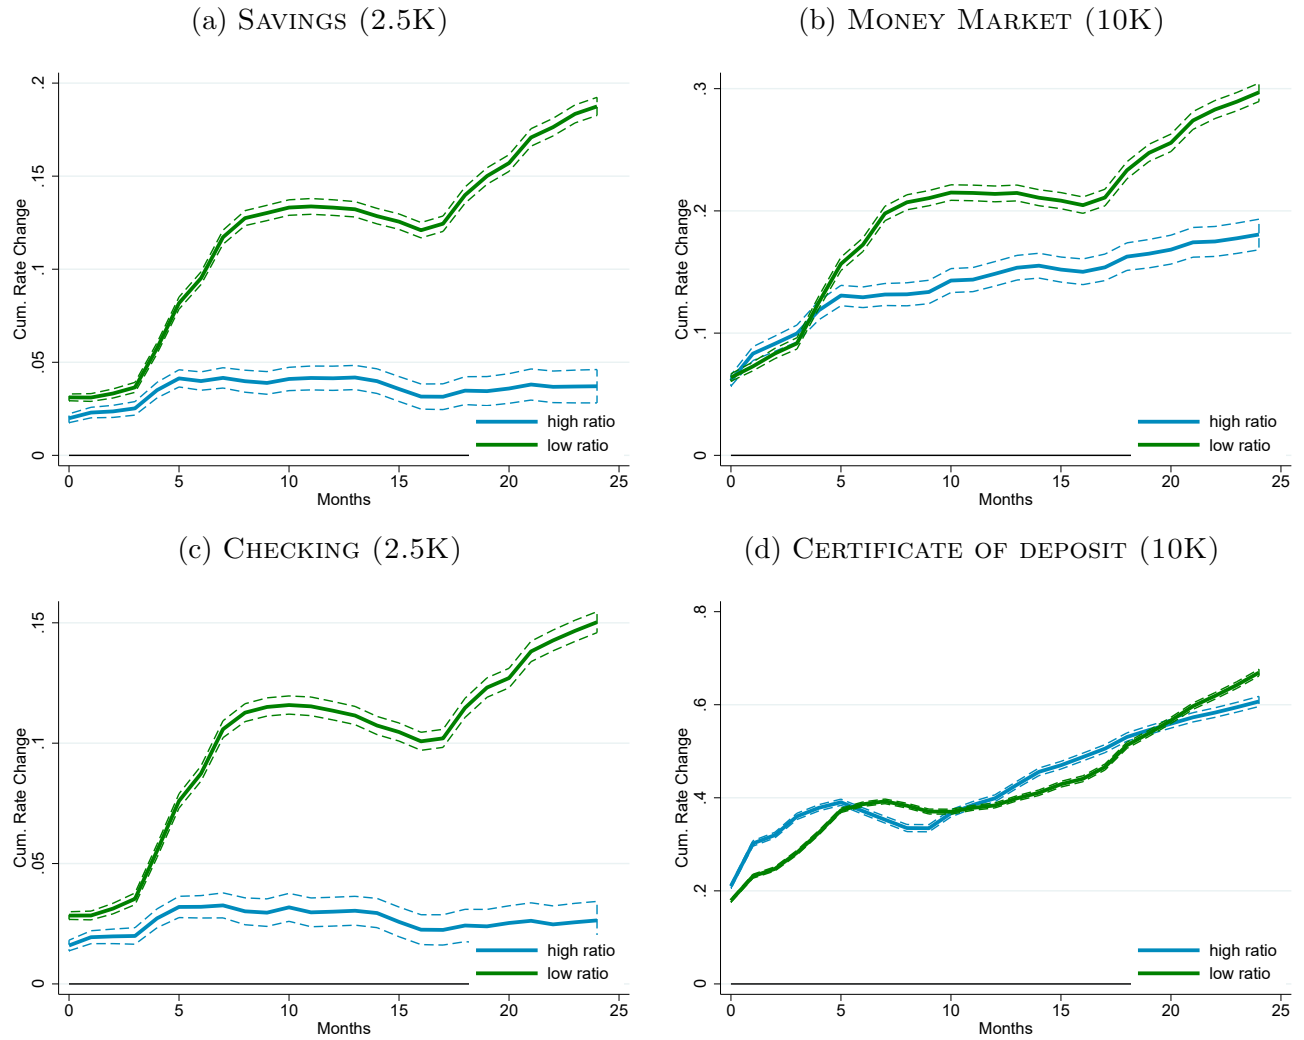 (a) Savings (2.5K)
Cum. Rate Change
.2
.15
.1
.05
0
0 5 10 15 20 25
Months
high ratio
low ratio
(b) Money Market (10K)
Cum. Rate Change
.3
.2
.1
0
0 5 10 15 20 25
Months
high ratio
low ratio
(c) Checking (2.5K)
Cum. Rate Change
.15
.1
.05
0
0 5 10 15 20 25
Months
high ratio
low ratio
(d) Certificate of deposit (10K)
Cum. Rate Change
.8
.6
.4
.2
0
0 5 10 15 20 25
Months
high ratio
low ratio